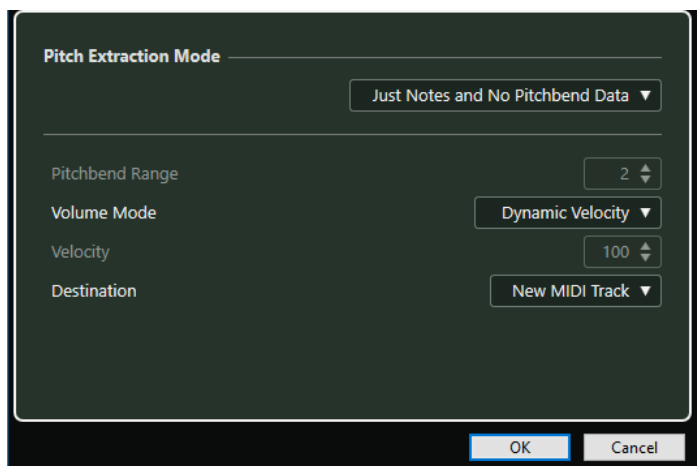 Pitch Extraction Mode
Just Notes and No Pitchbend Data
Pitchbend Range 2
Volume Mode Dynamic Velocity
Velocity 100
Destination New MIDI Track
OK Cancel